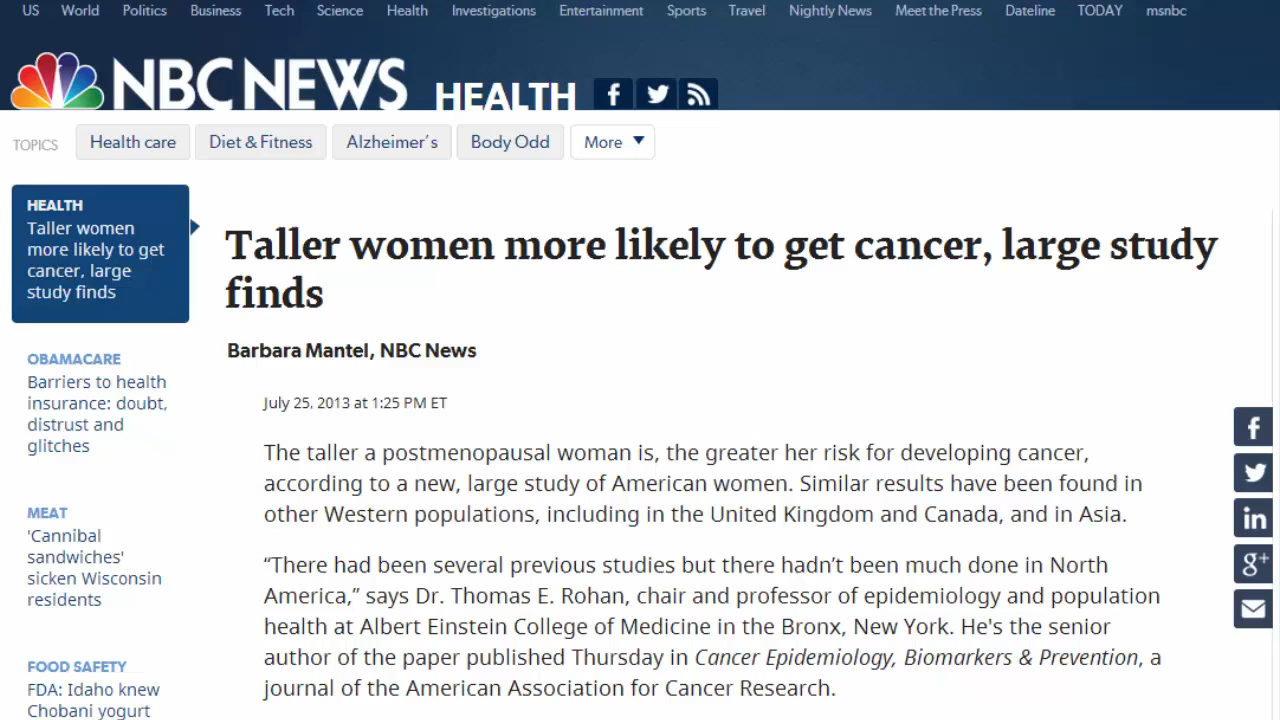 US World Politics Business Tech Science Health Investigations Entertainment Sports Travel Nightly News Meet the Press Dateline TODAY msnbc
NBC NEWS HEALTH
TOPICS Health care Diet & Fitness Alzheimer's Body Odd More
HEALTH
Taller women
more likely to get
cancer, large
study finds
OBAMACARE
Barriers to health
insurance: doubt,
distrust and
glitches
MEAT
'Cannibal
sandwiches'
sicken Wisconsin
residents
FOOD SAFETY
FDA: Idaho knew
Chobani yogurt
Taller women more likely to get cancer, large study
finds
Barbara Mantel, NBC News
July 25, 2013 at 1:25 PM ET
The taller a postmenopausal woman is, the greater her risk for developing cancer,
according to a new, large study of American women. Similar results have been found in
other Western populations, including in the United Kingdom and Canada, and in Asia.
“There had been several previous studies but there hadn’t been much done in North
America,” says Dr. Thomas E. Rohan, chair and professor of epidemiology and population
health at Albert Einstein College of Medicine in the Bronx, New York. He's the senior
author of the paper published Thursday in Cancer Epidemiology, Biomarkers & Prevention, a
journal of the American Association for Cancer Research.
f
in
g+